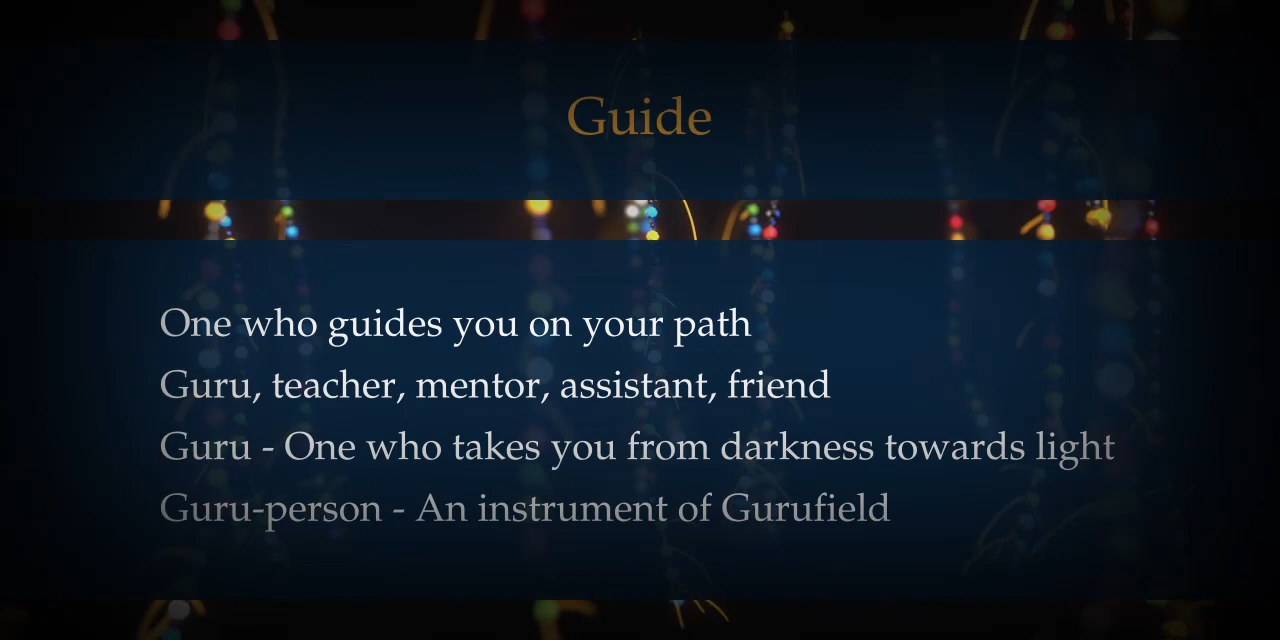 Guide
One who guides you on your path
Guru, teacher, mentor, assistant, friend
Guru - One who takes you from darkness towards light
Guru-person - An instrument of Gurufield